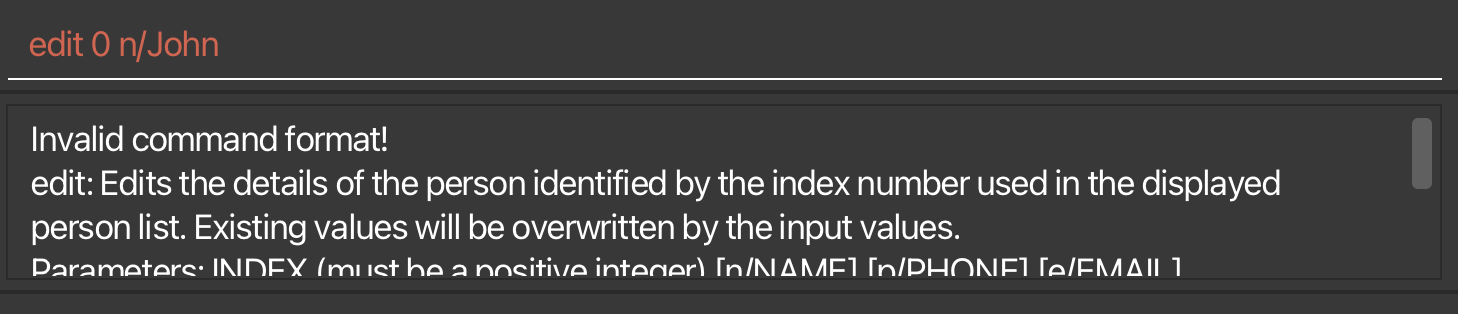 edit 0 n/John
Invalid command format!
edit: Edits the details of the person identified by the index number used in the displayed
person list. Existing values will be overwritten by the input values.
Parameters: INDEX (must be a positive integer) [n/NAME] [p/PHONE] [e/EMAIL]